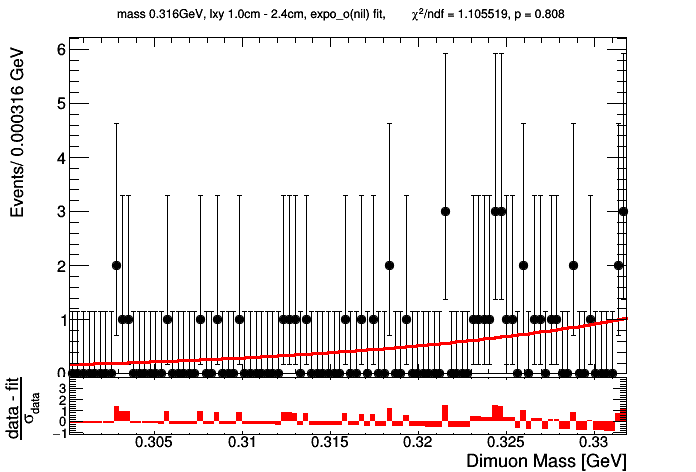 mass 0.316GeV, lxy 1.0cm - 2.4cm, expo_o(nil) fit, χ²/ndf = 1.105519, p = 0.808
Events/ 0.000316 GeV
6
5
4
3
2
1
0
data - fit
σdata
3
2
1
0
−1
0.305 0.31 0.315 0.32 0.325 0.33
Dimuon Mass [GeV]